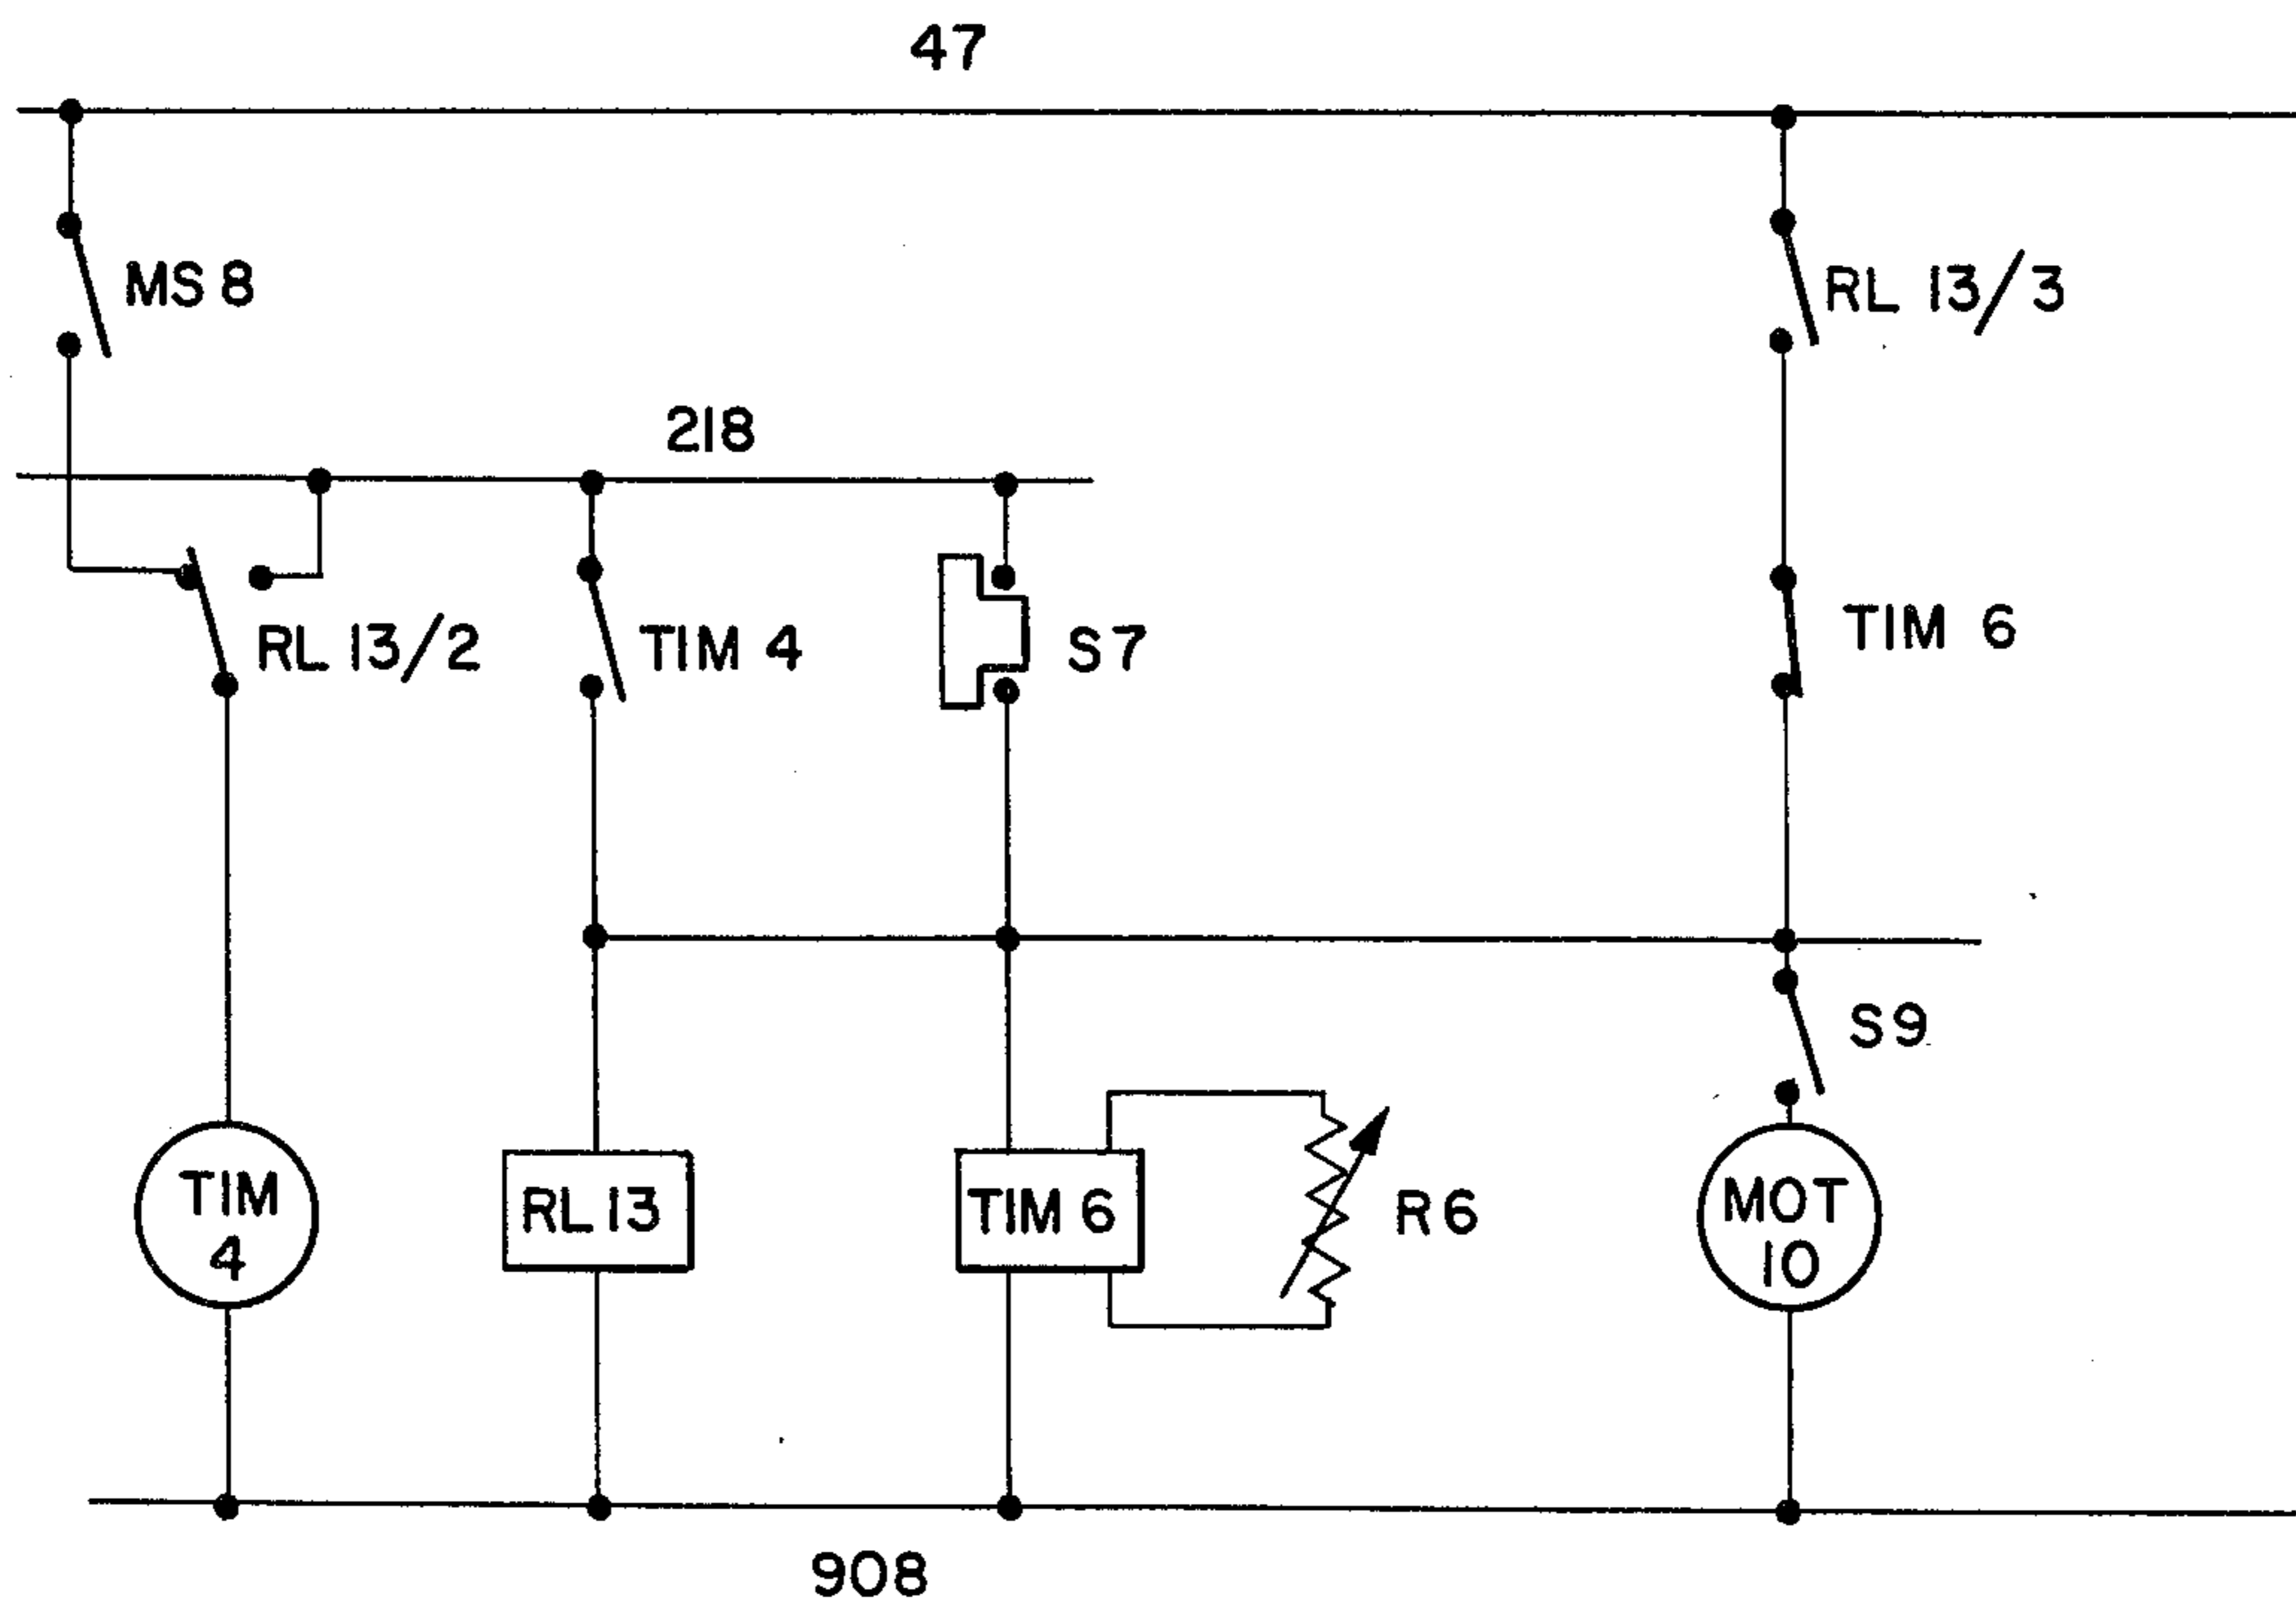 47
MS 8
RL 13/3
218
RL 13/2
TIM 4
S7
TIM 6
S9
TIM
4
RL 13
TIM 6
R6
MOT
10
908